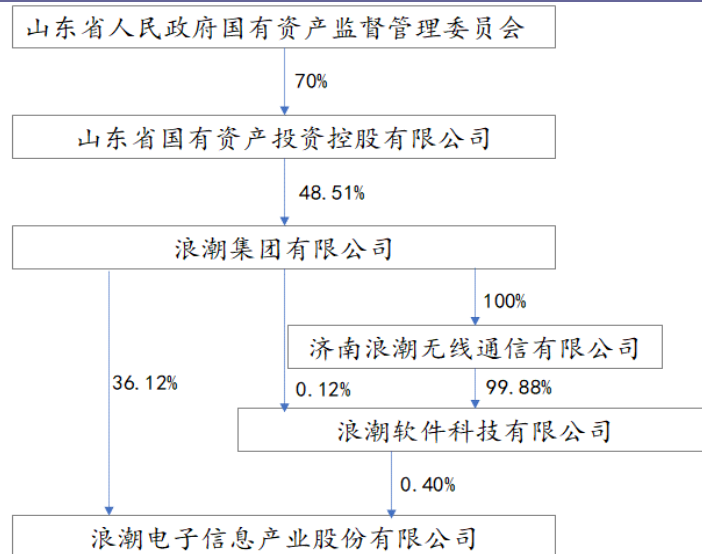 山东省人民政府国有资产监督管理委员会
70%
山东省国有资产投资控股有限公司
48.51%
浪潮集团有限公司
100%
济南浪潮无线通信有限公司
36.12%
0.12%
99.88%
浪潮软件科技有限公司
0.40%
浪潮电子信息产业股份有限公司